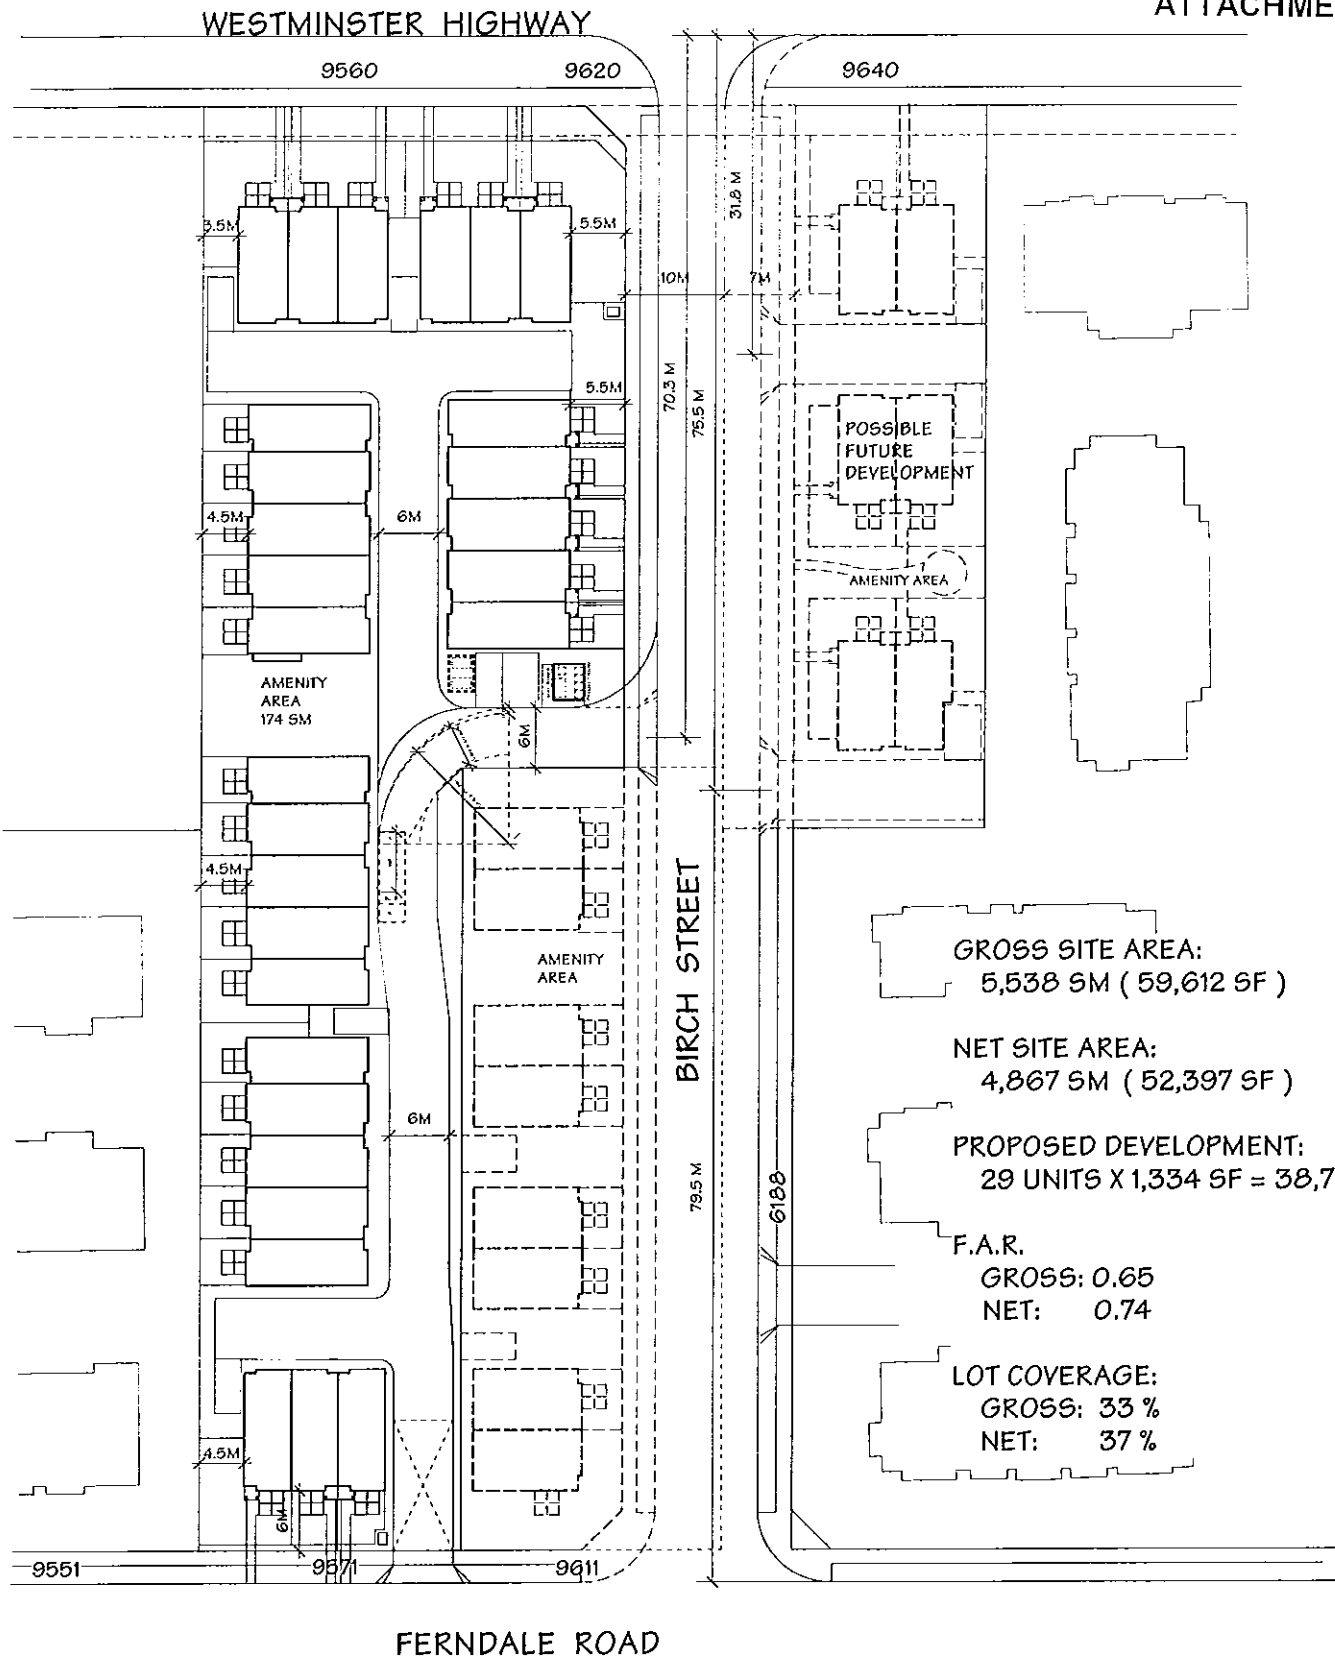 ATTACHME
WESTMINSTER HIGHWAY
9560
9620
9640
3.5M
5.5M
31.8 M
10M
7M
5.5M
70.3 M
75.5 M
POSSIBLE
FUTURE
DEVELOPMENT
4.5M
6M
AMENITY AREA
AMENITY
AREA
174 SM
6M
4.5M
BIRCH STREET
AMENITY
AREA
GROSS SITE AREA:
5,538 SM ( 59,612 SF )
NET SITE AREA:
4,867 SM ( 52,397 SF )
6M
PROPOSED DEVELOPMENT:
29 UNITS X 1,334 SF = 38,7
79.5 M
6188
F.A.R.
GROSS: 0.65
NET: 0.74
LOT COVERAGE:
GROSS: 33 %
NET: 37 %
4.5M
6M
9551
9571
9611
FERNDALE ROAD